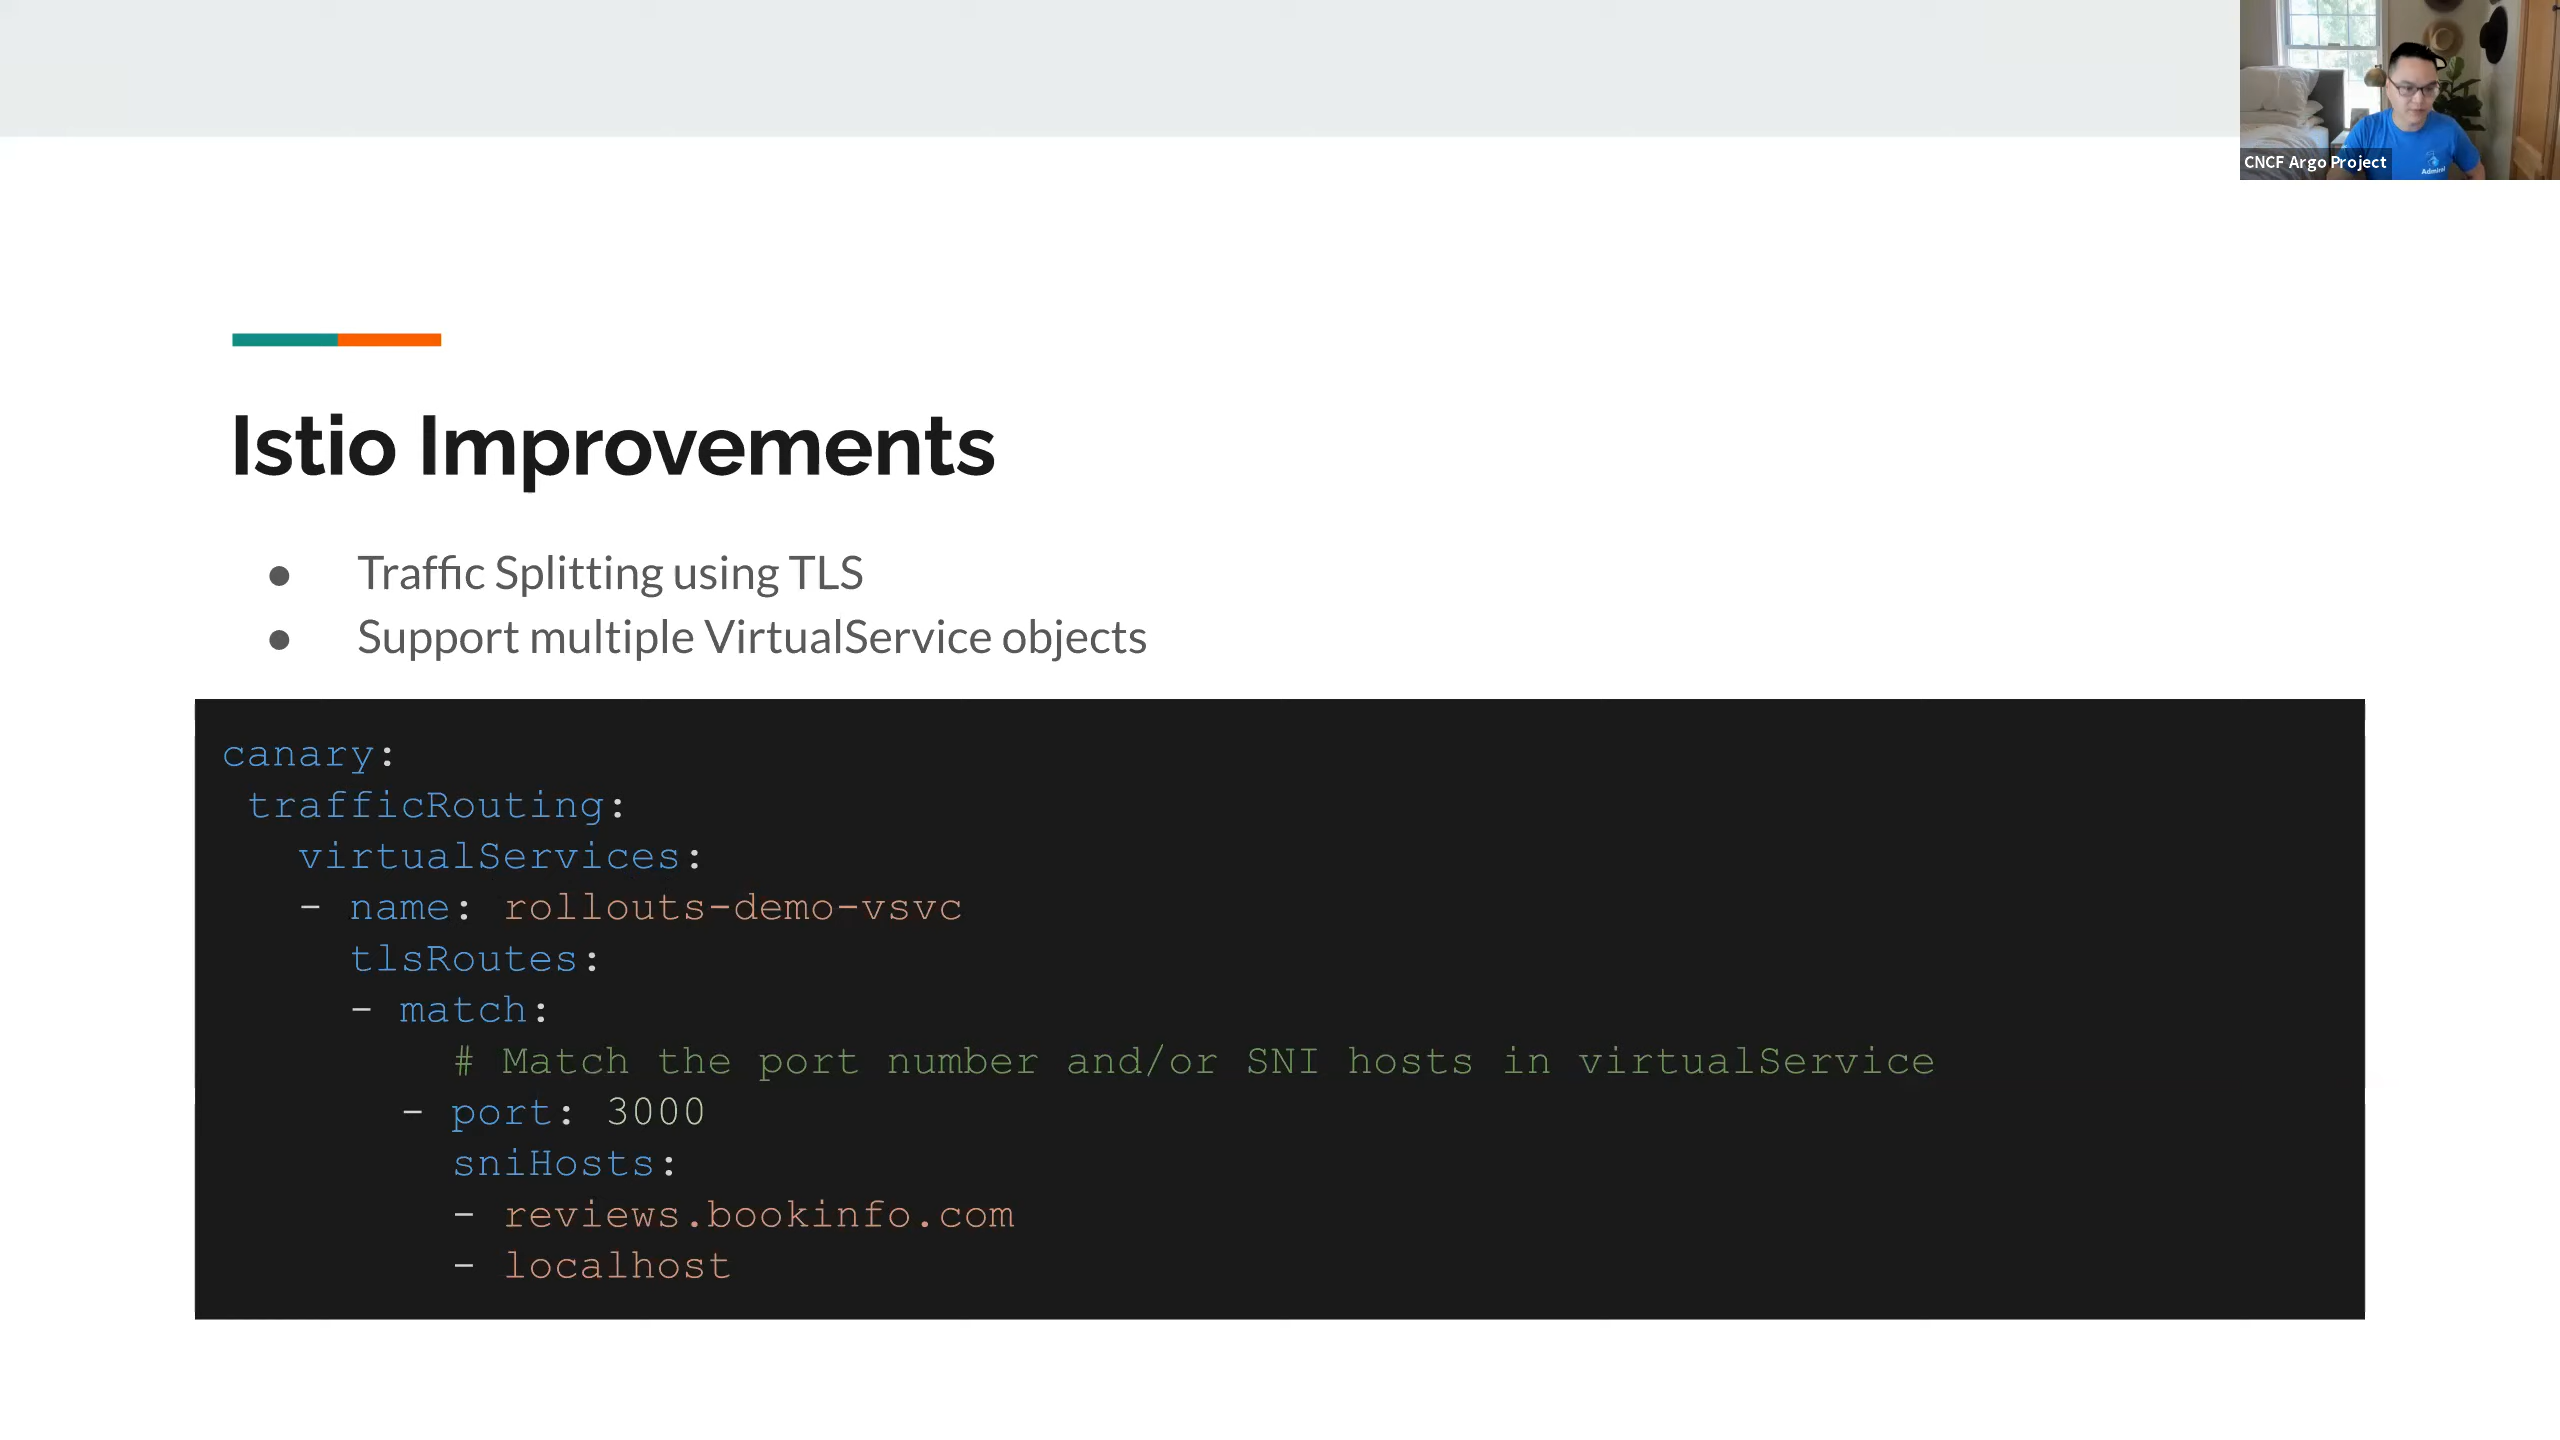 CNCF Argo Project
Admiral
Istio Improvements
● Traffic Splitting using TLS
● Support multiple VirtualService objects
canary:
 trafficRouting:
   virtualServices:
   - name: rollouts-demo-vsvc
     tlsRoutes:
     - match:
         # Match the port number and/or SNI hosts in virtualService
       - port: 3000
         sniHosts:
         - reviews.bookinfo.com
         - localhost